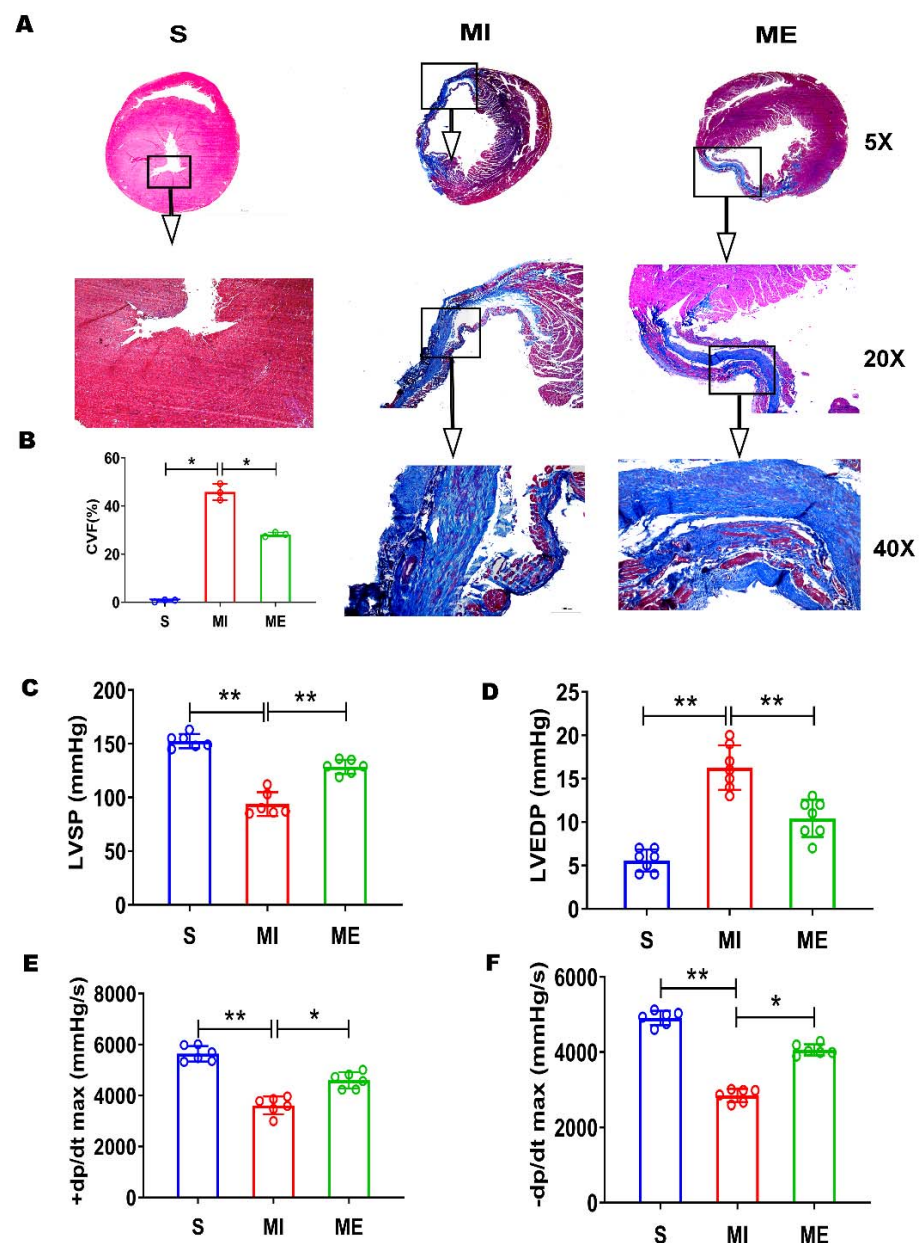 A
S
MI
ME
5X
20X
40X
B
CVF(%)
60
40
20
0
*
*
S
MI
ME
C
LVSP (mmHg)
200
150
100
50
0
**
**
S
MI
ME
D
LVEDP (mmHg)
25
20
15
10
5
0
**
**
S
MI
ME
E
+dp/dt max (mmHg/s)
8000
6000
4000
2000
0
**
*
S
MI
ME
F
-dp/dt max (mmHg/s)
6000
4000
2000
0
**
*
S
MI
ME